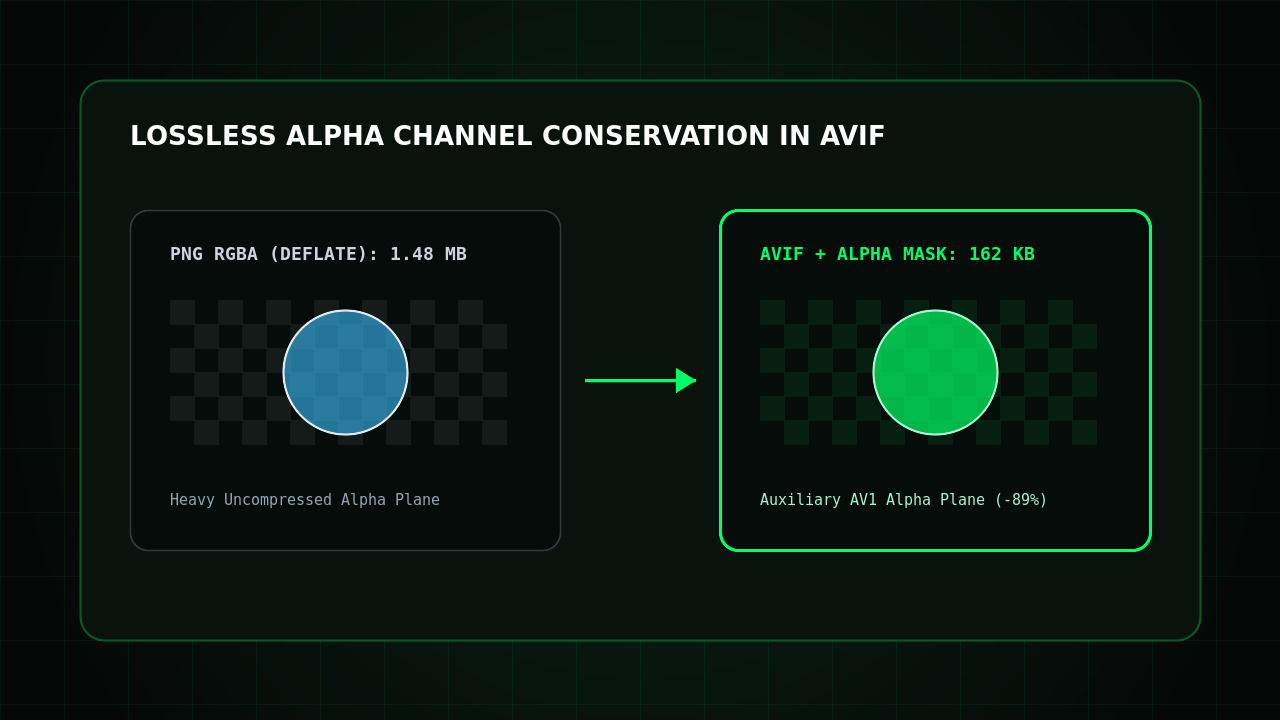 LOSSLESS ALPHA CHANNEL CONSERVATION IN AVIF
PNG RGBA (DEFLATE): 1.48 MB
Heavy Uncompressed Alpha Plane
AVIF + ALPHA MASK: 162 KB
Auxiliary AV1 Alpha Plane (-89%)